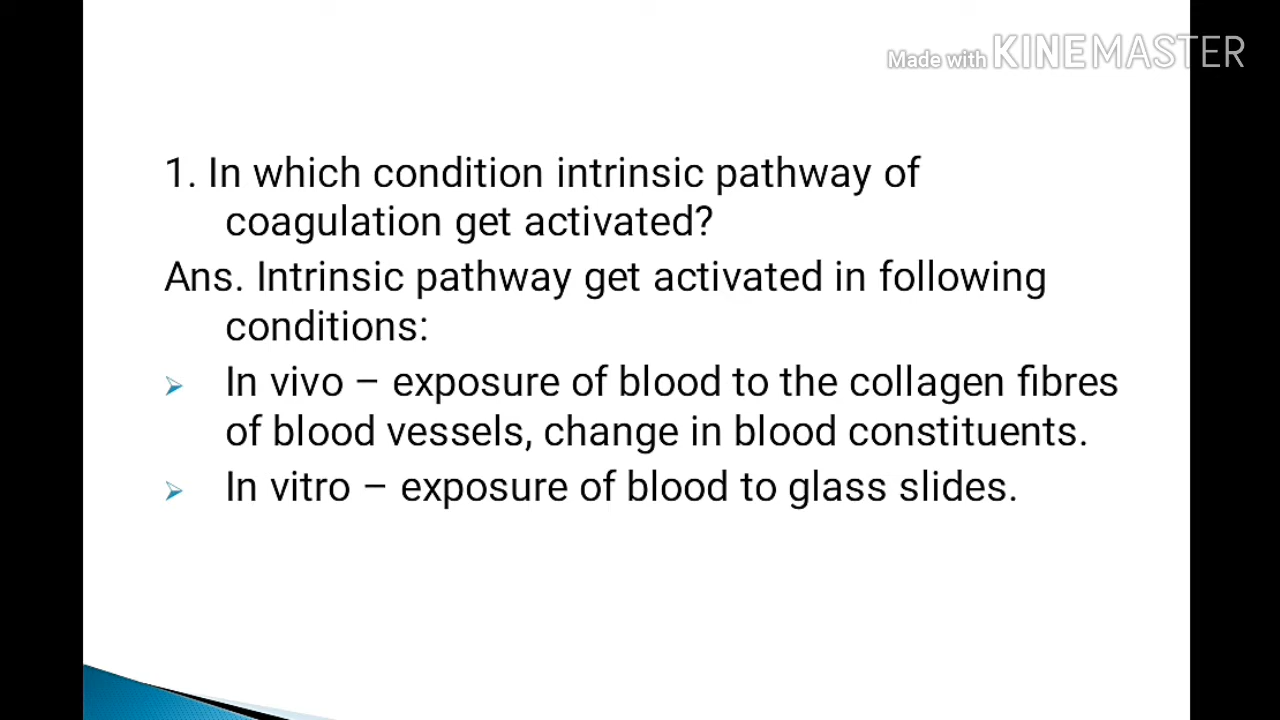 Made with KINEMASTER
1. In which condition intrinsic pathway of
coagulation get activated?
Ans. Intrinsic pathway get activated in following
conditions:
In vivo – exposure of blood to the collagen fibres
of blood vessels, change in blood constituents.
In vitro – exposure of blood to glass slides.